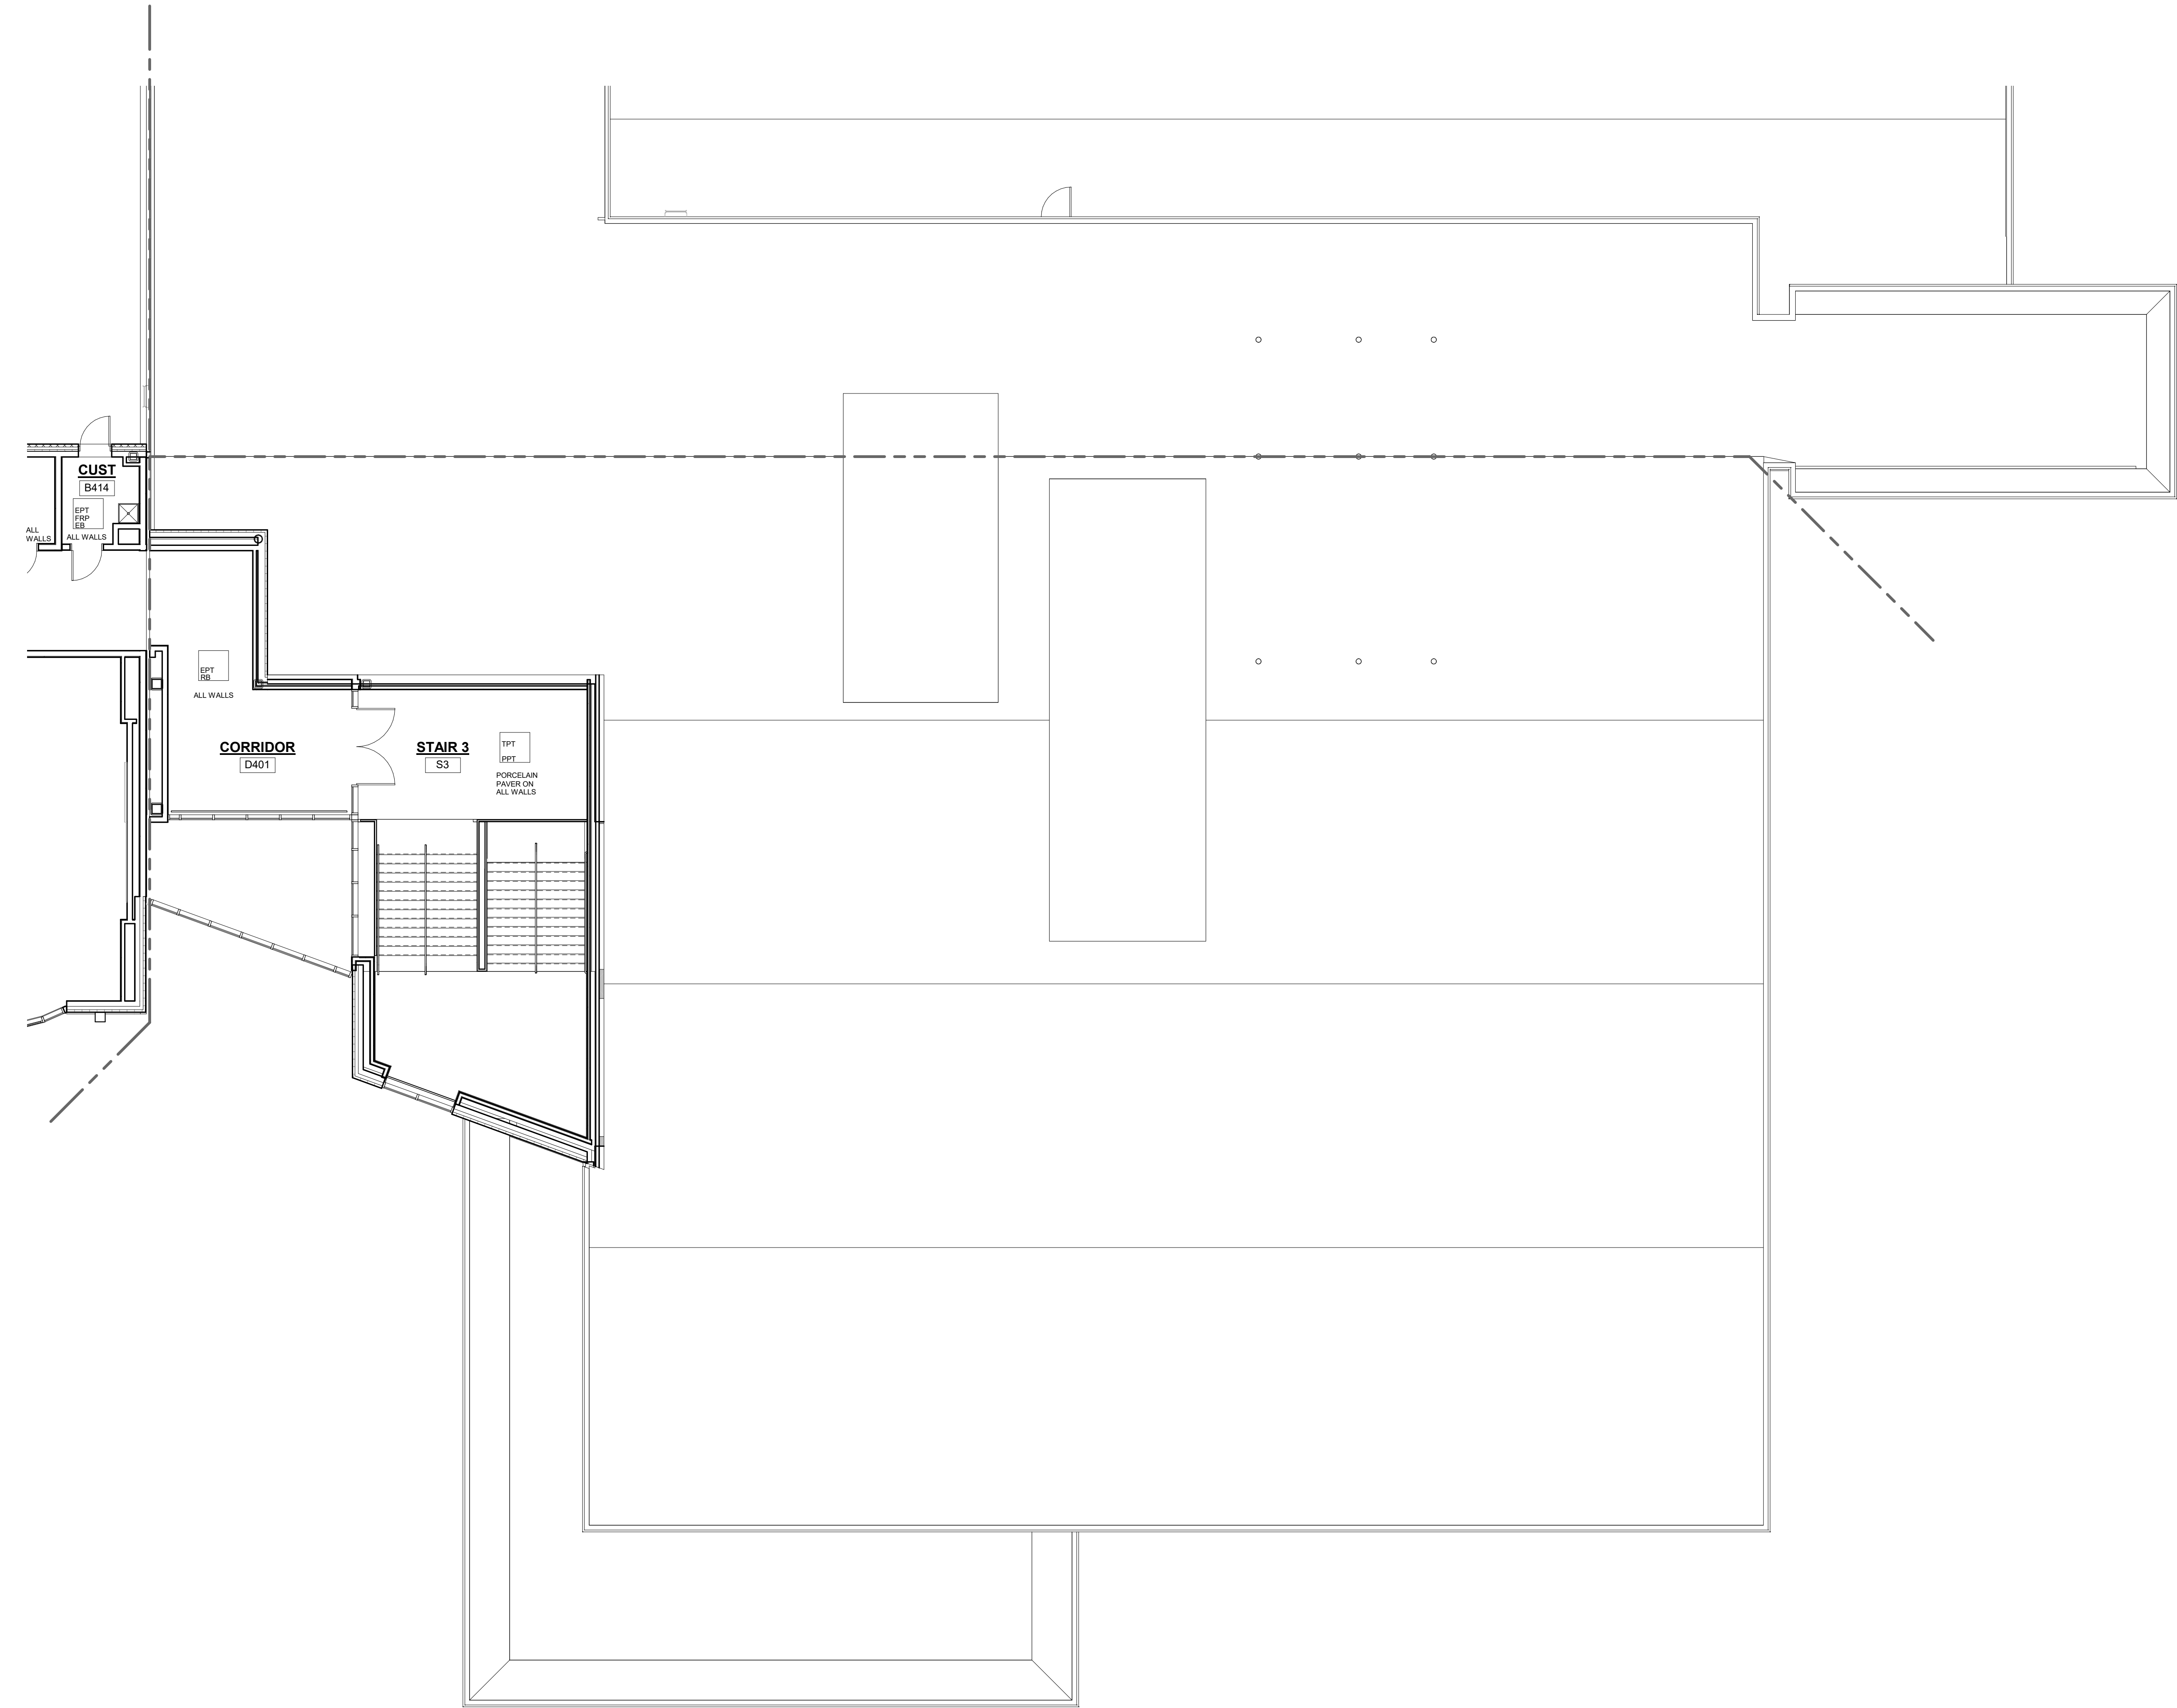 CUST
B414
EPT
FRP
EB
ALL WALLS
ALL
WALLS
EPT
RB
ALL WALLS
CORRIDOR
D401
STAIR 3
S3
TPT
PPT
PORCELAIN
PAVER ON
ALL WALLS